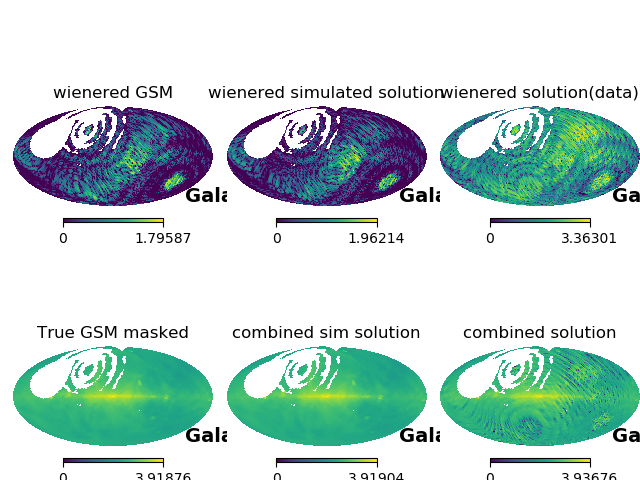 wienered GSM
wienered simulated solution
wienered solution(data)
Gala
Gala
Ga
0 1.79587
0 1.96214
0 3.36301
True GSM masked
combined sim solution
combined solution
Gala
Gala
Ga
0 3.91876
0 3.91904
0 3.93676